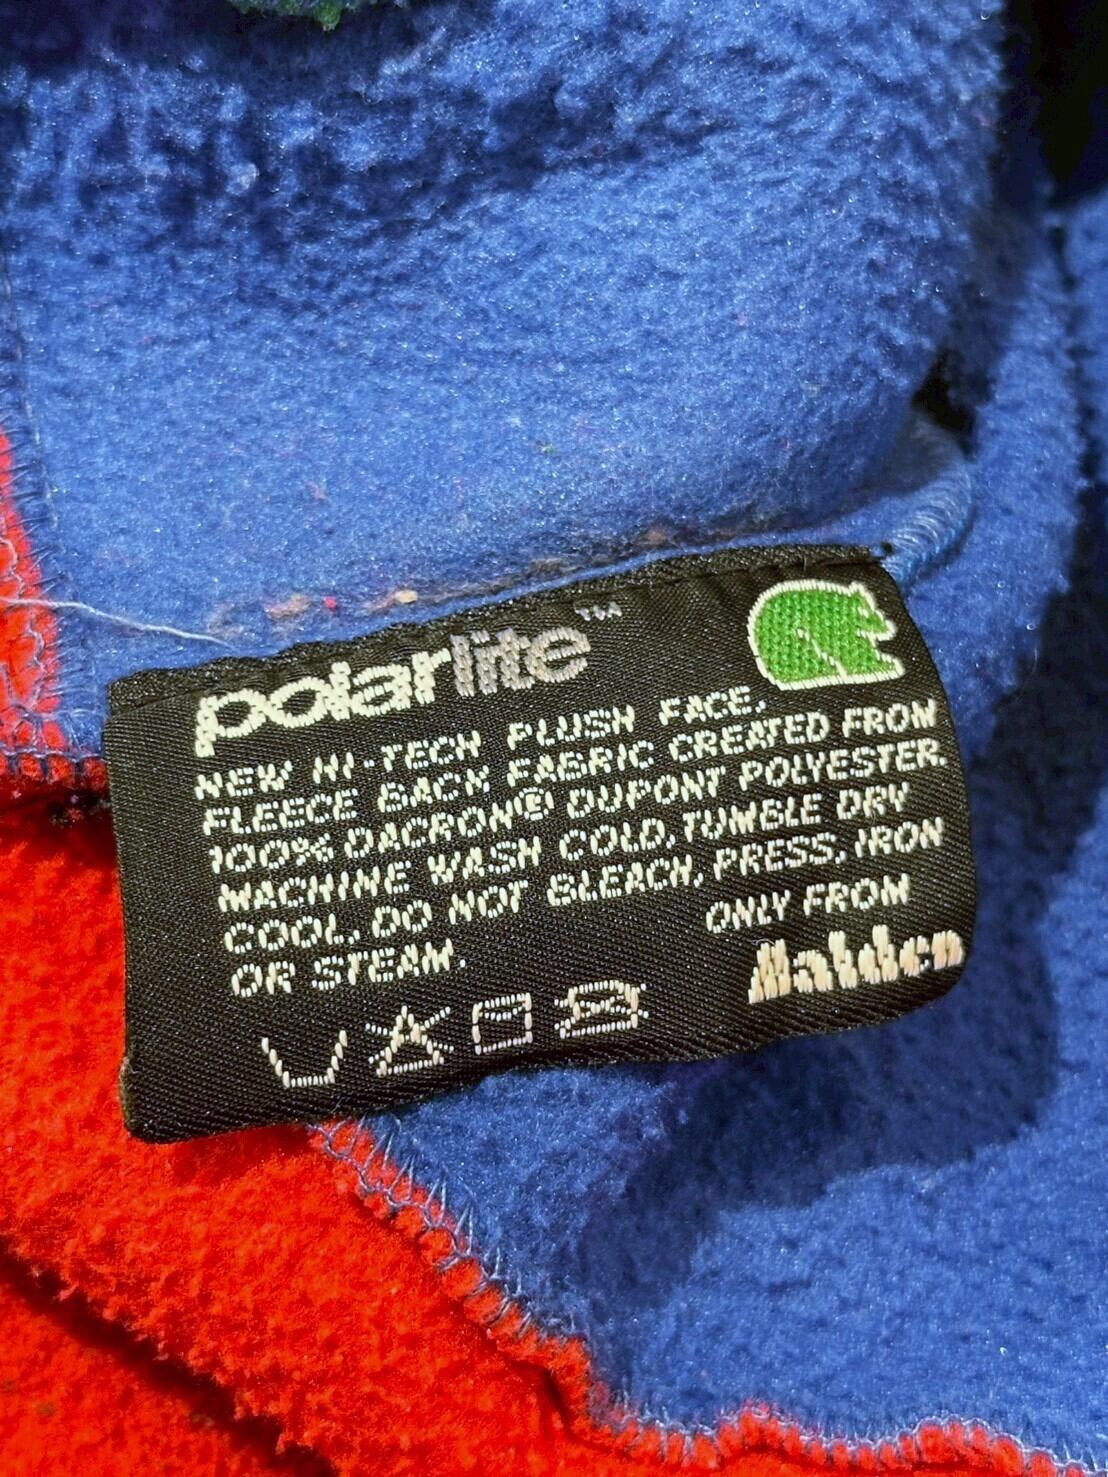 polarlite™
NEW HI-TECH PLUSH FACE,
FLEECE BACK FABRIC CREATED FROM
100% DACRON® DUPONT POLYESTER.
MACHINE WASH COLD, TUMBLE DRY
COOL, DO NOT BLEACH, PRESS, IRON
OR STEAM.
ONLY FROM
Malden